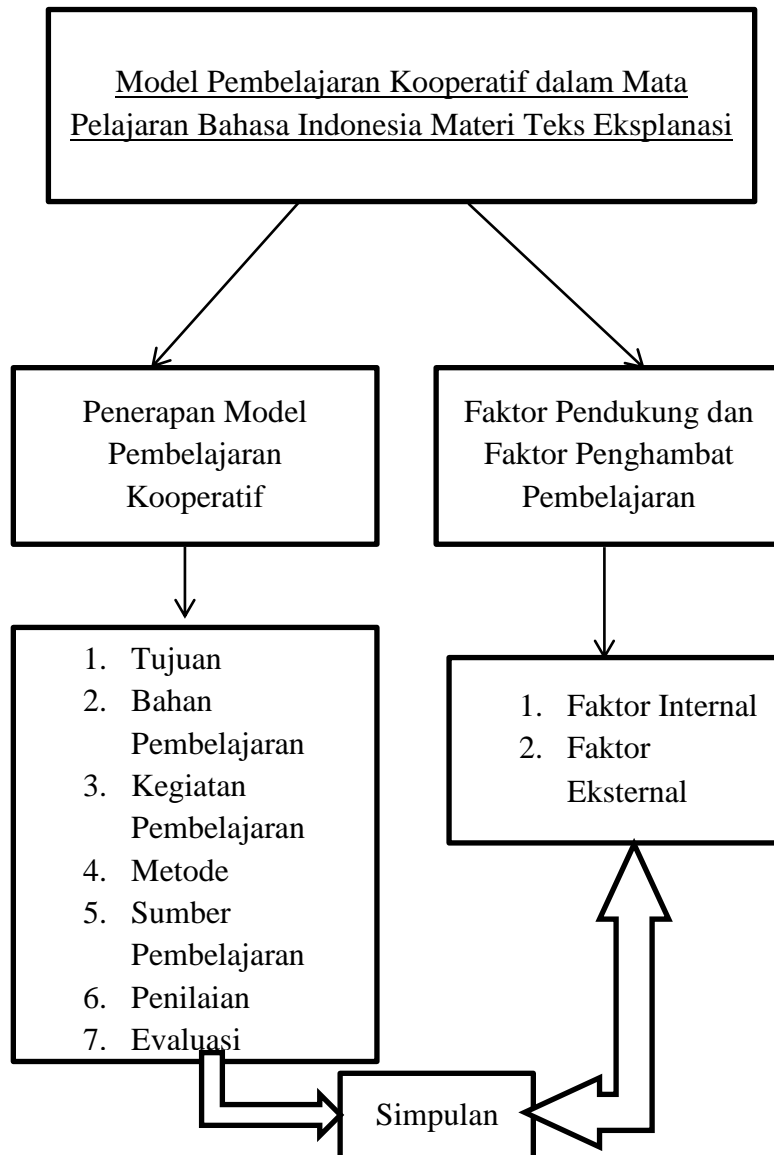 Model Pembelajaran Kooperatif dalam Mata
Pelajaran Bahasa Indonesia Materi Teks Eksplanasi
Penerapan Model
Pembelajaran
Kooperatif
Faktor Pendukung dan
Faktor Penghambat
Pembelajaran
1. Tujuan
2. Bahan
Pembelajaran
3. Kegiatan
Pembelajaran
4. Metode
5. Sumber
Pembelajaran
6. Penilaian
7. Evaluasi
1. Faktor Internal
2. Faktor
Eksternal
Simpulan